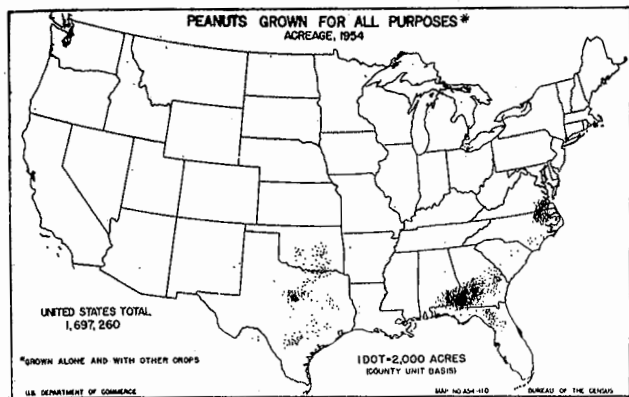 PEANUTS GROWN FOR ALL PURPOSES*
ACREAGE, 1954
UNITED STATES TOTAL
1,697,260
*GROWN ALONE AND WITH OTHER CROPS
1 DOT=2,000 ACRES
(COUNTY UNIT BASIS)
U.S. DEPARTMENT OF COMMERCE
MAP NO. A54-110
BUREAU OF THE CENSUS